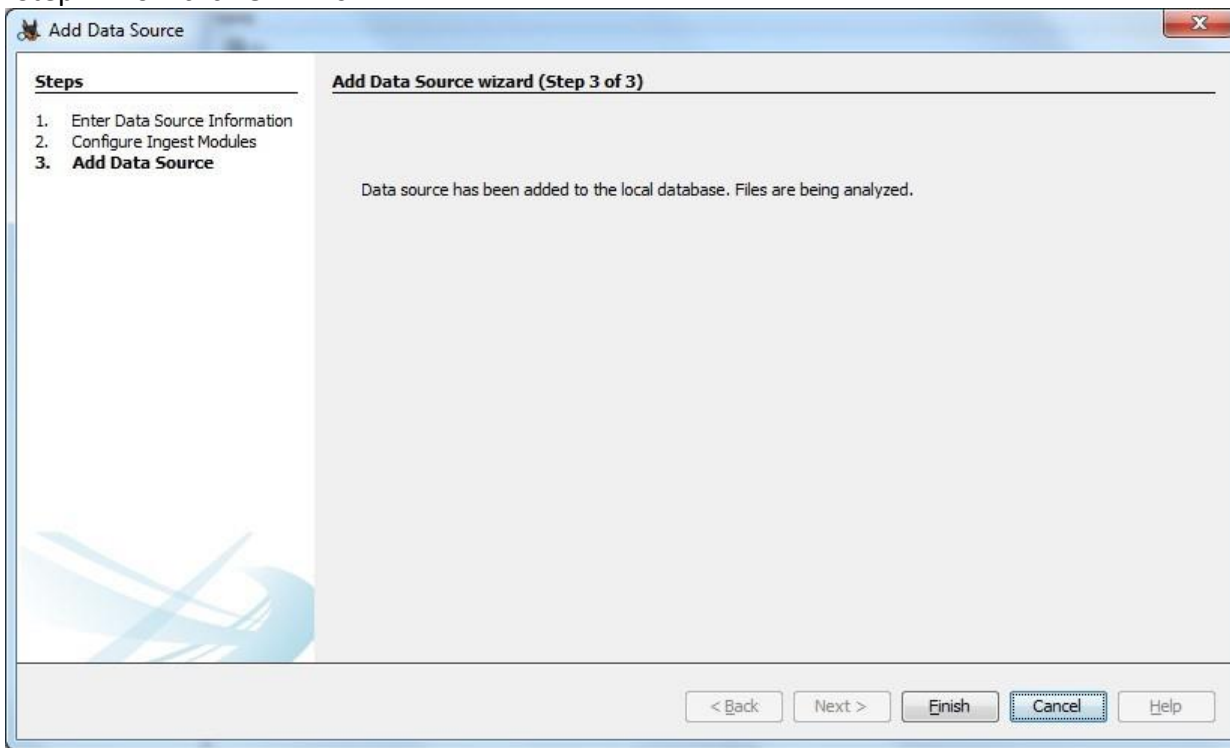 Add Data Source
Steps
Add Data Source wizard (Step 3 of 3)
1. Enter Data Source Information
2. Configure Ingest Modules
3. Add Data Source
Data source has been added to the local database. Files are being analyzed.
< Back Next > Finish Cancel Help